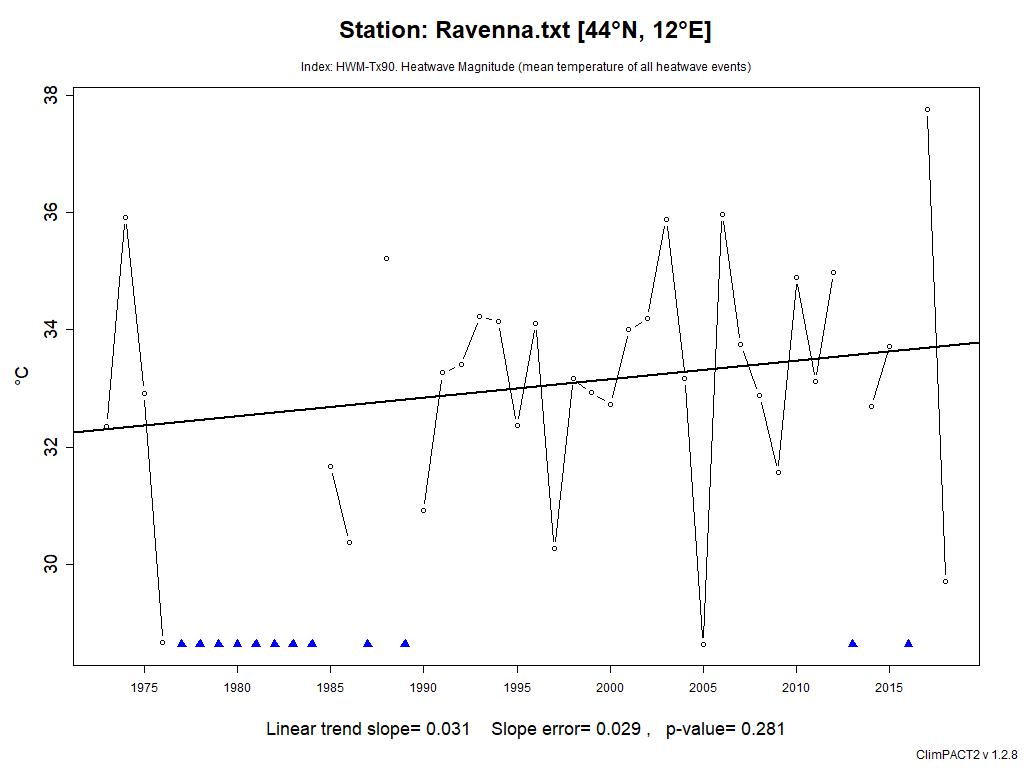 Station: Ravenna.txt [44°N, 12°E]
Index: HWM-Tx90. Heatwave Magnitude (mean temperature of all heatwave events)
38
36
34
°C
32
30
1975 1980 1985 1990 1995 2000 2005 2010 2015
Linear trend slope= 0.031 Slope error= 0.029 , p-value= 0.281
ClimPACT2 v 1.2.8